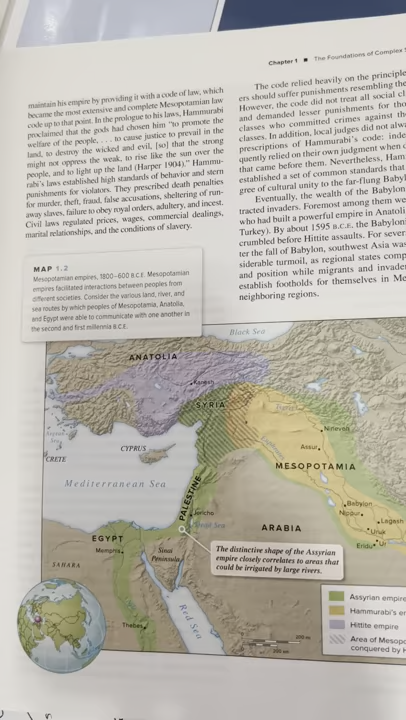 Chapter 1 ■ The Foundations of Complex
maintain his empire by providing it with a code of law, which
became the most extensive and complete Mesopotamian law
code up to that point. In the prologue to his laws, Hammurabi
proclaimed that the gods had chosen him "to promote the
welfare of the people, . . . . to cause justice to prevail in the
land, to destroy the wicked and evil, [so] that the strong
might not oppress the weak, to rise like the sun over the
people, and to light up the land (Harper 1904)." Hammu-
rabi's laws established high standards of behavior and stern
punishments for violators. They prescribed death penalties
for murder, theft, fraud, false accusations, sheltering of run-
away slaves, failure to obey royal orders, adultery, and incest.
Civil laws regulated prices, wages, commercial dealings,
marital relationships, and the conditions of slavery.
The code relied heavily on the principle
ers should suffer punishments resembling the
However, the code did not treat all social cl
and demanded lesser punishments for tho
classes who committed crimes against th
classes. In addition, local judges did not alw
prescriptions of Hammurabi's code: inde
quently relied on their own judgment when
that came before them. Nevertheless, Ham
established a set of common standards that
gree of cultural unity to the far-flung Babyl
Eventually, the wealth of the Babylon
tracted invaders. Foremost among them we
who had built a powerful empire in Anatoli
Turkey). By about 1595 B.C.E. the Babyloni
crumbled before Hittite assaults. For sever
ter the fall of Babylon, southwest Asia was
siderable turmoil, as regional states comp
and position while migrants and invader
establish footholds for themselves in Me
neighboring regions.
MAP 1.2
Mesopotamian empires, 1800–600 B.C.E. Mesopotamian
empires facilitated interactions between peoples from
different societies. Consider the various land, river, and
sea routes by which peoples of Mesopotamia, Anatolia,
and Egypt were able to communicate with one another in
the second and first millennia B.C.E.
Black Sea
ANATOLIA
Kanesh
SYRIA
Tigris
Nineveh
Assur
Euphrates
CYPRUS
CRETE
MESOPOTAMIA
Mediterranean Sea
PALESTINE
Babylon
Nippur
Lagash
Uruk
Eridu
Ur
Jericho
Dead Sea
ARABIA
EGYPT
Memphis
Sinai
Peninsula
The distinctive shape of the Assyrian
empire closely correlates to areas that
could be irrigated by large rivers.
SAHARA
Red Sea
Thebes
Assyrian empire
Hammurabi's er
Hittite empire
Area of Mesopo
conquered by H